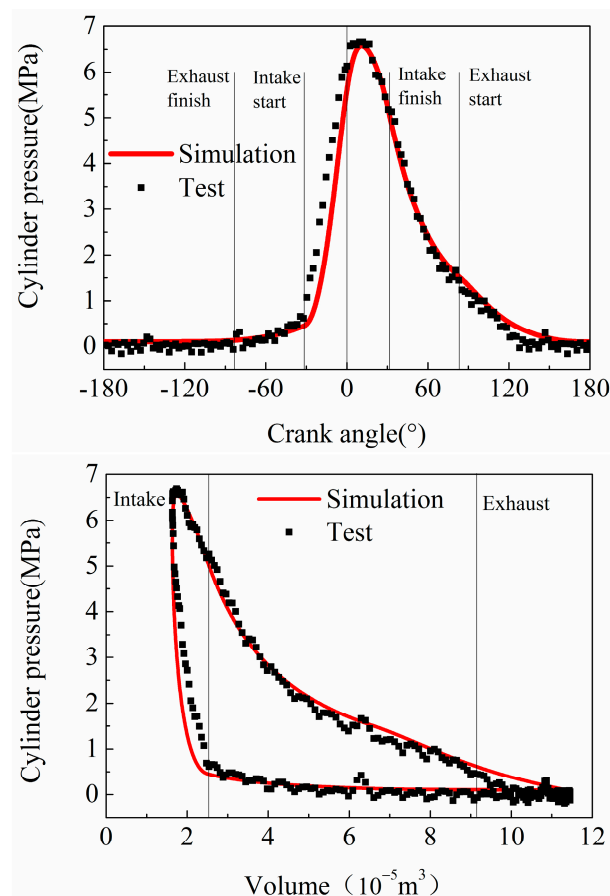 7
6
5
4
3
2
1
0
Cylinder pressure(MPa)
Exhaust finish
Intake start
Intake finish
Exhaust start
Simulation
Test
-180 -120 -60 0 60 120 180
Crank angle(°)
7
6
5
4
3
2
1
0
Cylinder pressure(MPa)
Intake
Simulation
Test
Exhaust
0 2 4 6 8 10 12
Volume（10⁻⁵m³）